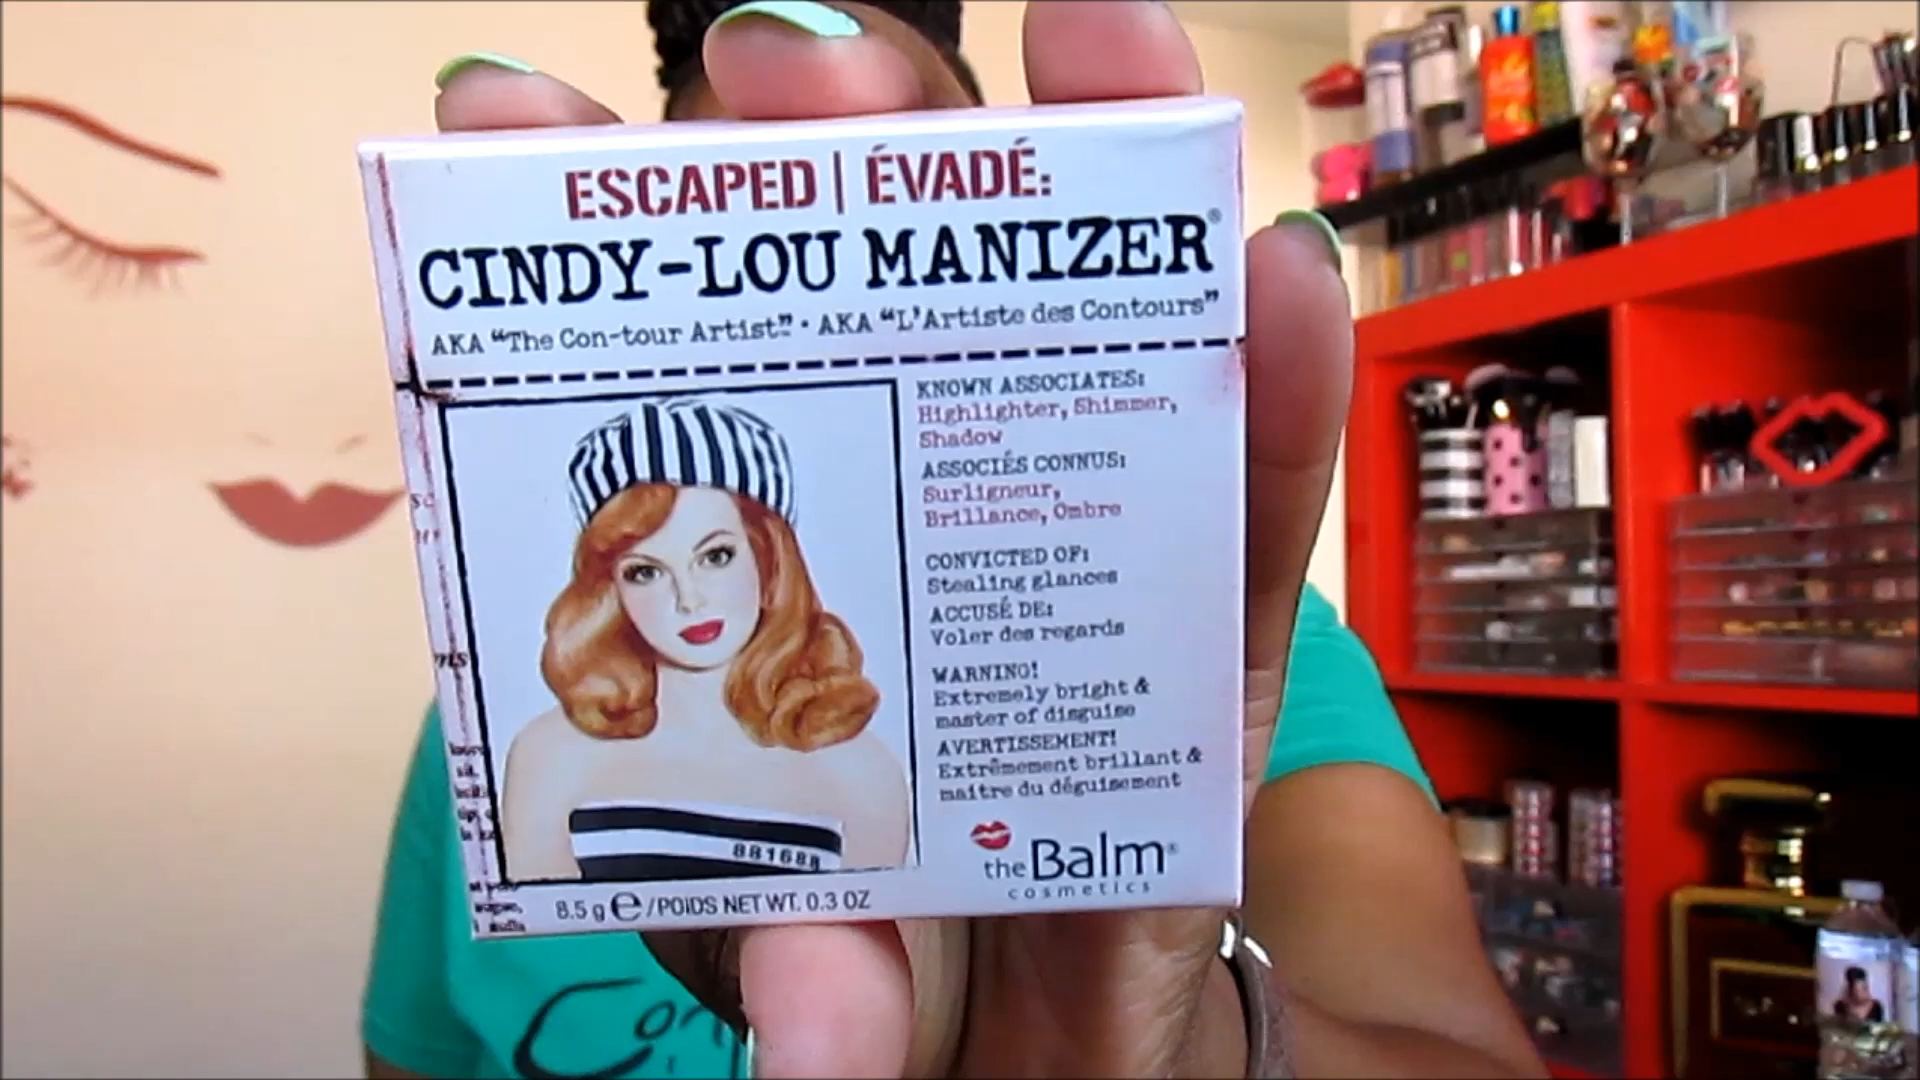 ESCAPED | ÉVADÉ:
CINDY-LOU MANIZER®
AKA "The Con-tour Artist" • AKA "L'Artiste des Contours"
KNOWN ASSOCIATES:
Highlighter, Shimmer,
Shadow
ASSOCIÉS CONNUS:
Surligneur,
Brillance, Ombre
CONVICTED OF:
Stealing glances
ACCUSÉ DE:
Voler des regards
WARNING!
Extremely bright &
master of disguise
AVERTISSEMENT!
Extrêmement brillant &
maître du déguisement
881688
theBalm®
cosmetics
8.5 g e/POIDS NET WT. 0.3 OZ